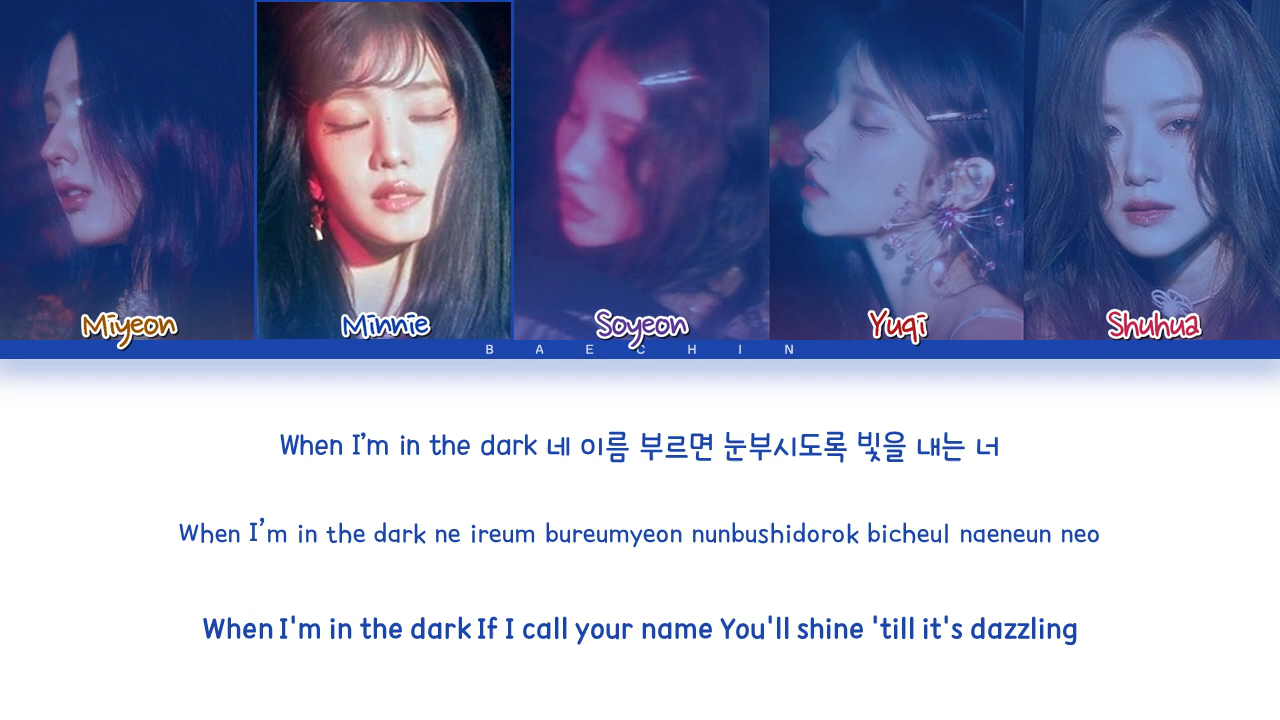 Miyeon Minnie Soyeon Yuqi Shuhua
BAECHIN
When I'm in the dark 네 이름 부르면 눈부시도록 빛을 내는 너
When I'm in the dark ne ireum bureumyeon nunbushidorok bicheul naeneun neo
When I'm in the dark If I call your name You'll shine 'till it's dazzling